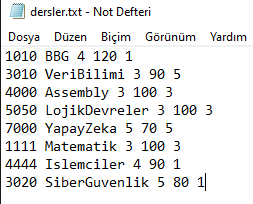 dersler.txt - Not Defteri
Dosya Düzen Biçim Görünüm Yardım
1010 BBG 4 120 1
3010 VeriBilimi 3 90 5
4000 Assembly 3 100 3
5050 LojikDevreler 3 100 3
7000 YapayZeka 5 70 5
1111 Matematik 3 100 3
4444 Islemciler 4 90 1
3020 SiberGuvenlik 5 80 1